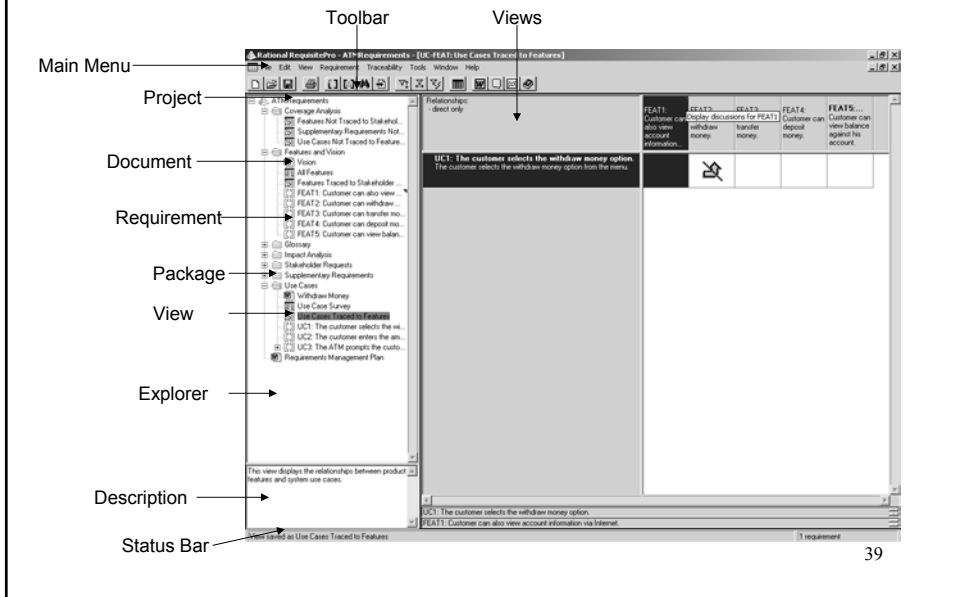 Toolbar
Views
Main Menu
Project
Document
Requirement
Package
View
Explorer
Description
Status Bar
Rational RequisitePro - ATMRequirements - [UC-FEAT: Use Cases Traced to Features]
Edit View Requirement Traceability Tools Window Help
ATMRequirements
Coverage Analysis
Features Not Traced to Stakehol...
Supplementary Requirements Not...
Use Cases Not Traced to Feature...
Features and Vision
Vision
All Features
Features Traced to Stakeholder ...
FEAT1: Customer can also view ...
FEAT2: Customer can withdraw ...
FEAT3: Customer can transfer mo...
FEAT4: Customer can deposit mo...
FEAT5: Customer can view balan...
Glossary
Impact Analysis
Stakeholder Requests
Supplementary Requirements
Use Cases
Withdraw Money
Use Case Survey
Use Cases Traced to Features
UC1: The customer selects the wi...
UC2: The customer enters the am...
UC3: The ATM prompts the custo...
Requirements Management Plan
This view displays the relationships between product
features and system use cases.
Relationships:
- direct only
FEAT1:
Customer can
also view
account
information...
FEAT2:
Display discussions for FEAT1
withdraw
money.
FEAT3:
transfer
money.
FEAT4:
Customer can
deposit
money.
FEAT5:...
Customer can
view balance
against his
account.
UC1: The customer selects the withdraw money option.
The customer selects the withdraw money option from the menu.
UC1: The customer selects the withdraw money option.
FEAT1: Customer can also view account information via Internet.
View saved as Use Cases Traced to Features
1 requirement
39